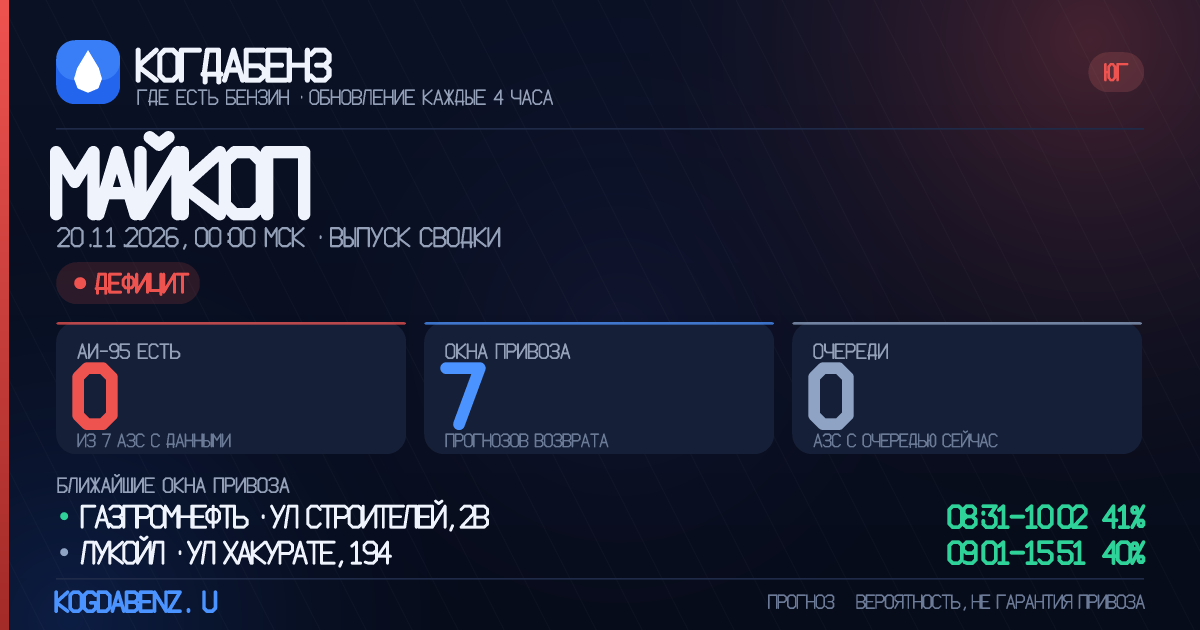 КОГДАБЕНЗ
ГДЕ ЕСТЬ БЕНЗИН · ОБНОВЛЕНИЕ КАЖДЫЕ 4 ЧАСА
ЮГ
МАЙКОП
20.11.2026, 00:00 МСК · ВЫПУСК СВОДКИ
• ДЕФИЦИТ
АИ-95 ЕСТЬ
0
ИЗ 7 АЗС С ДАННЫМИ
ОКНА ПРИВОЗА
7
ПРОГНОЗОВ ВОЗВРАТА
ОЧЕРЕДИ
0
АЗС С ОЧЕРЕДЬЮ СЕЙЧАС
БЛИЖАЙШИЕ ОКНА ПРИВОЗА
• ГАЗПРОМНЕФТЬ · УЛ СТРОИТЕЛЕЙ, 2В 08:31–10:02 41%
• ЛУКОЙЛ · УЛ ХАКУРАТЕ, 194 09:01–15:51 40%
KOGDABENZ. U
ПРОГНОЗ ВЕРОЯТНОСТЬ, НЕ ГАРАНТИЯ ПРИВОЗА